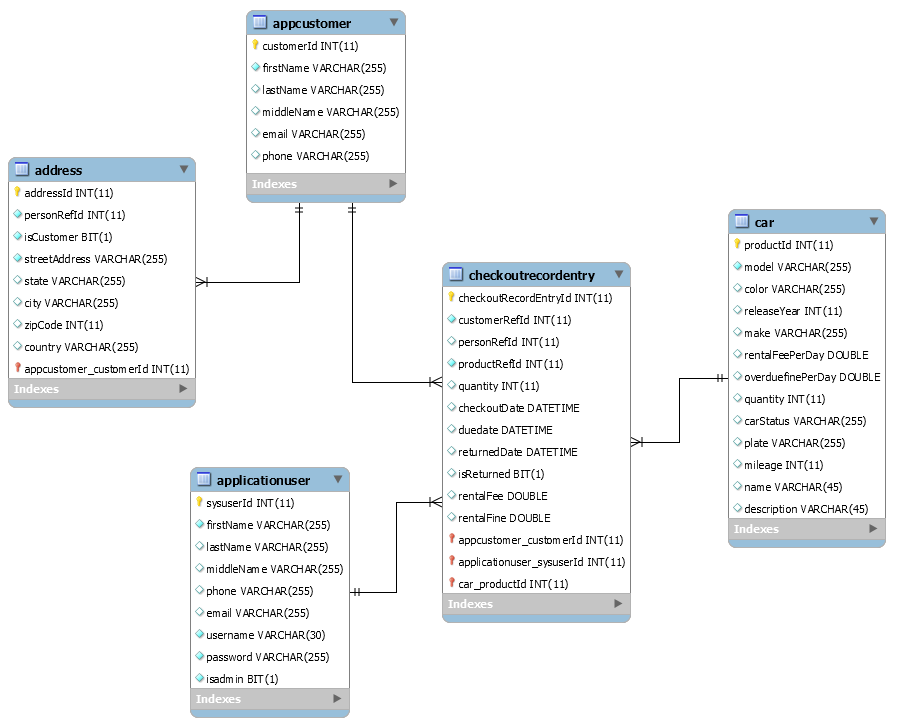 appcustomer
customerId INT(11)
firstName VARCHAR(255)
lastName VARCHAR(255)
middleName VARCHAR(255)
email VARCHAR(255)
phone VARCHAR(255)
Indexes
address
addressId INT(11)
personRefId INT(11)
isCustomer BIT(1)
streetAddress VARCHAR(255)
state VARCHAR(255)
city VARCHAR(255)
zipCode INT(11)
country VARCHAR(255)
appcustomer_customerId INT(11)
Indexes
car
productId INT(11)
model VARCHAR(255)
color VARCHAR(255)
releaseYear INT(11)
make VARCHAR(255)
rentalFeePerDay DOUBLE
overduefinePerDay DOUBLE
quantity INT(11)
carStatus VARCHAR(255)
plate VARCHAR(255)
mileage INT(11)
name VARCHAR(45)
description VARCHAR(45)
Indexes
checkoutrecordentry
checkoutRecordEntryId INT(11)
customerRefId INT(11)
personRefId INT(11)
productRefId INT(11)
quantity INT(11)
checkoutDate DATETIME
duedate DATETIME
returnedDate DATETIME
isReturned BIT(1)
rentalFee DOUBLE
rentalFine DOUBLE
appcustomer_customerId INT(11)
applicationuser_sysuserId INT(11)
car_productId INT(11)
Indexes
applicationuser
sysuserId INT(11)
firstName VARCHAR(255)
lastName VARCHAR(255)
middleName VARCHAR(255)
phone VARCHAR(255)
email VARCHAR(255)
username VARCHAR(30)
password VARCHAR(255)
isadmin BIT(1)
Indexes